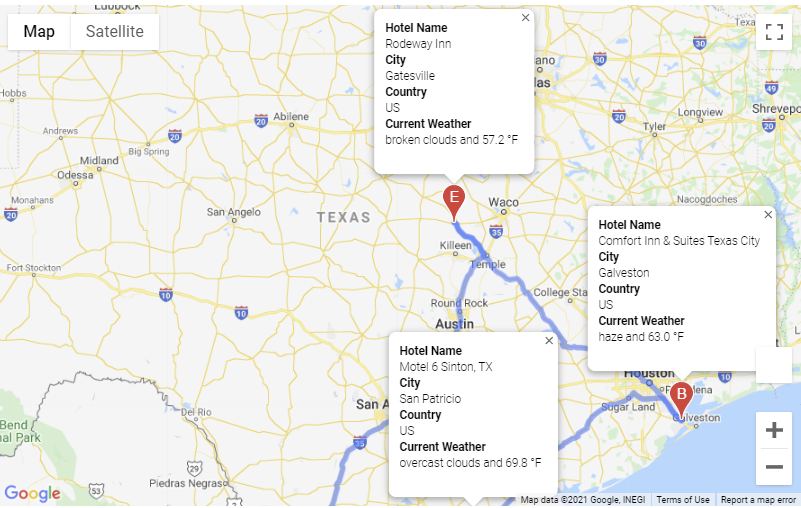 Map
Satellite
Lubbock
Hotel Name
Rodeway Inn
City
Gatesville
Country
US
Current Weather
broken clouds and 57.2 °F
Hobbs
Andrews
Big Spring
Abilene
Midland
Odessa
Monahans
San Angelo
Fort Stockton
TEXAS
Tyler
Longview
Shrevepo
Nacogdoches
Waco
Killeen
Temple
Round Rock
Austin
College Sta
20
20
20
20
20
30
30
49
35
10
10
10
35
Hotel Name
Comfort Inn & Suites Texas City
City
Galveston
Country
US
Current Weather
haze and 63.0 °F
Houston
Sugar Land
Galveston
E
B
Hotel Name
Motel 6 Sinton, TX
City
San Patricio
Country
US
Current Weather
overcast clouds and 69.8 °F
San A
Del Rio
29
53
Piedras Negras
Bend
nal Park
Google
Map data ©2021 Google, INEGI
Terms of Use
Report a map error